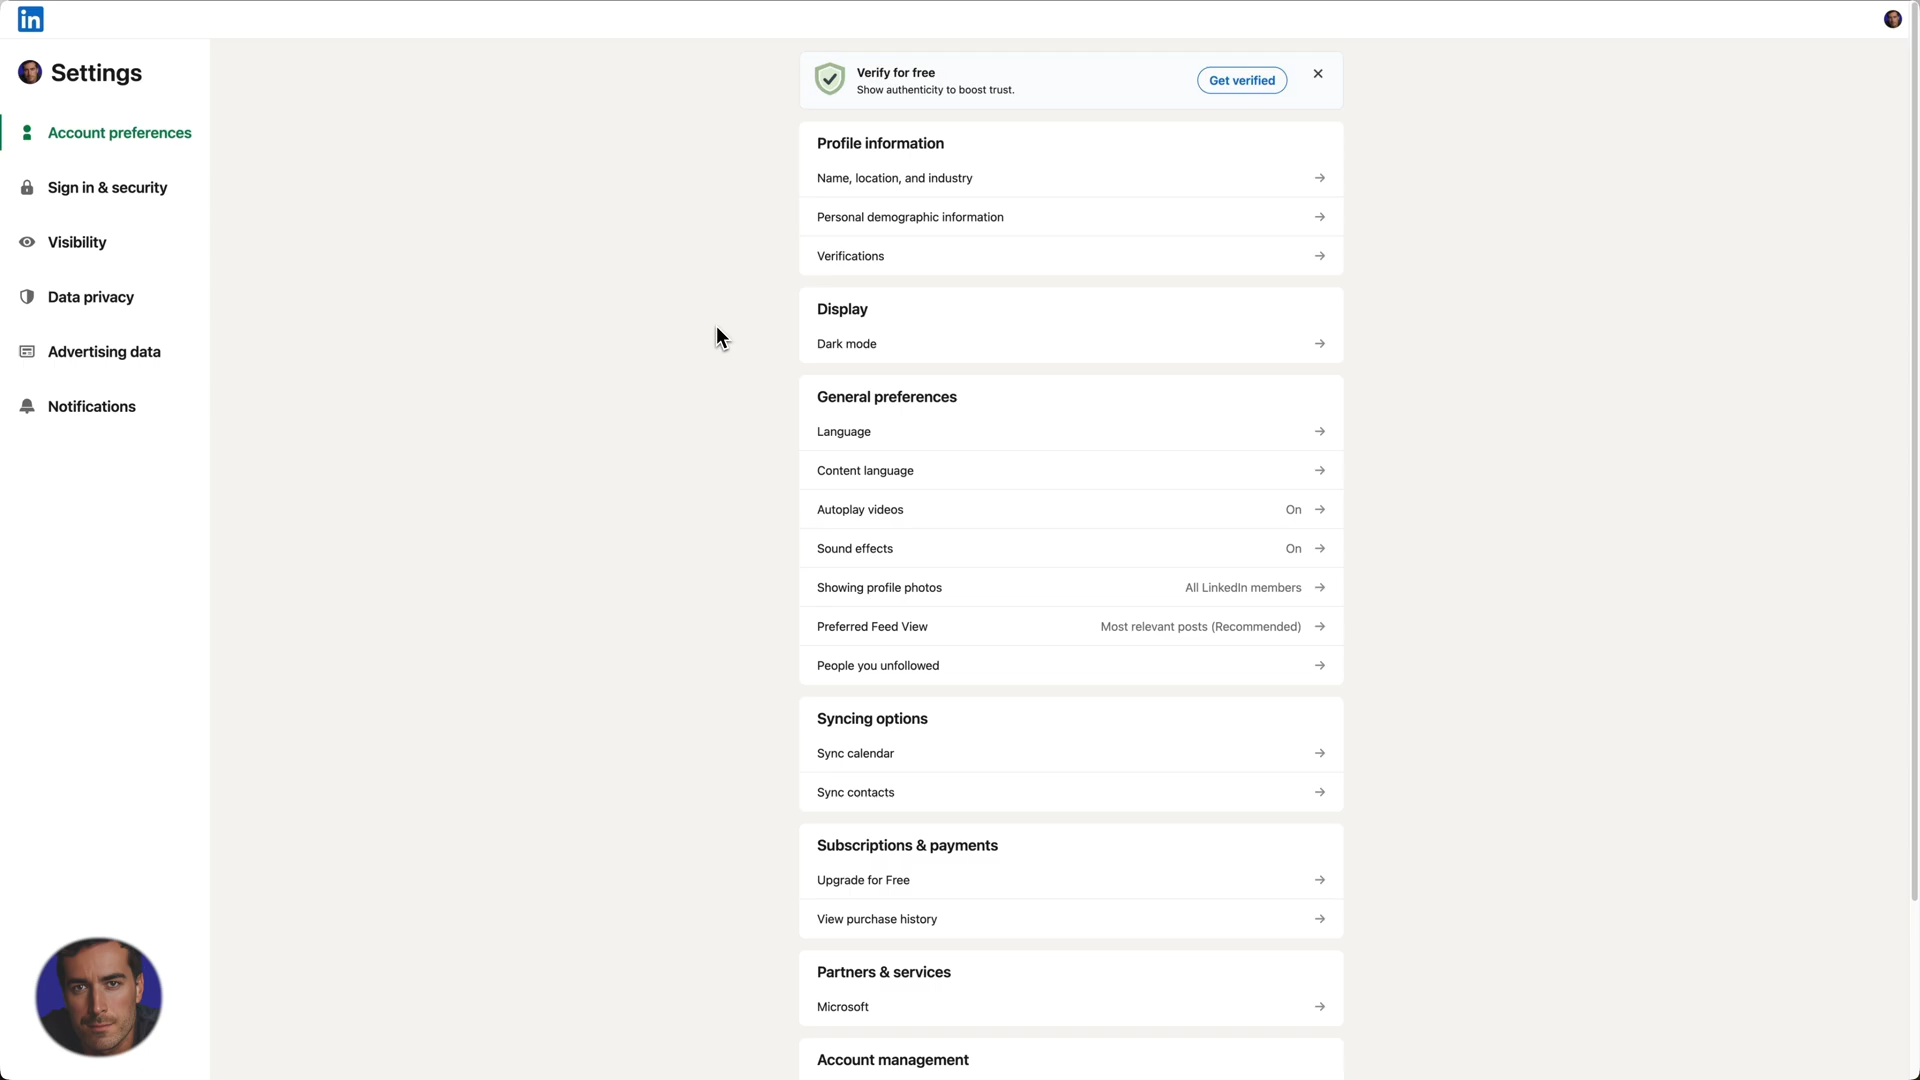 in
Settings
Account preferences
Sign in & security
Visibility
Data privacy
Advertising data
Notifications
Verify for free
Show authenticity to boost trust.
Get verified
Profile information
Name, location, and industry
Personal demographic information
Verifications
Display
Dark mode
General preferences
Language
Content language
Autoplay videos On
Sound effects On
Showing profile photos All LinkedIn members
Preferred Feed View Most relevant posts (Recommended)
People you unfollowed
Syncing options
Sync calendar
Sync contacts
Subscriptions & payments
Upgrade for Free
View purchase history
Partners & services
Microsoft
Account management